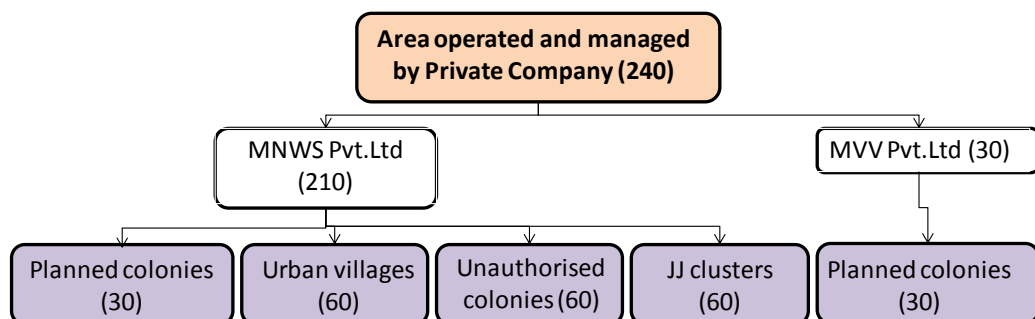 Area operated and managed
by Private Company (240)
MNWS Pvt.Ltd
(210)
MVV Pvt.Ltd (30)
Planned colonies
(30)
Urban villages
(60)
Unauthorised
colonies (60)
JJ clusters
(60)
Planned colonies
(30)